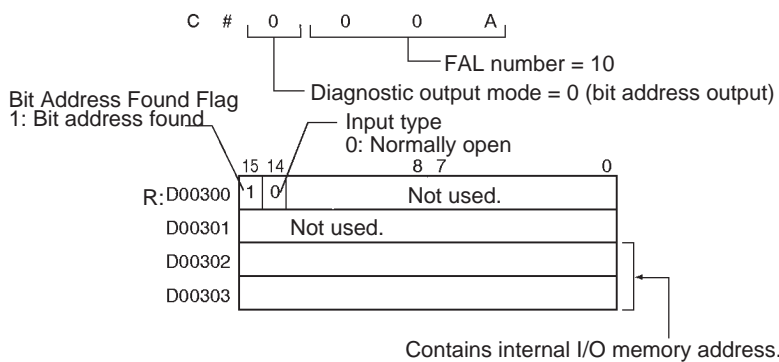 C # 0 0 0 A
FAL number = 10
Diagnostic output mode = 0 (bit address output)
Bit Address Found Flag
1: Bit address found
Input type
0: Normally open
15 14 8 7 0
R: D00300 1 0 Not used.
D00301 Not used.
D00302
D00303
Contains internal I/O memory address.